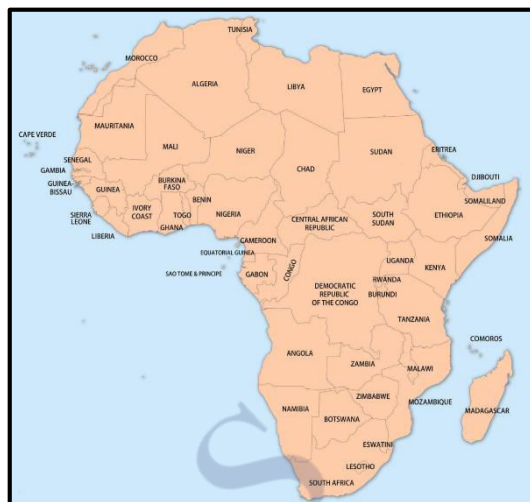 TUNISIA
MOROCCO
ALGERIA
LIBYA
EGYPT
MAURITANIA
MALI
NIGER
CHAD
SUDAN
ERITREA
CAPE VERDE
SENEGAL
GAMBIA
GUINEA-
BISSAU
GUINEA
BURKINA
FASO
BENIN
NIGERIA
DJIBOUTI
SOMALILAND
SIERRA
LEONE
IVORY
COAST
TOGO
GHANA
LIBERIA
CENTRAL AFRICAN
REPUBLIC
SOUTH
SUDAN
ETHIOPIA
SOMALIA
CAMEROON
EQUATORIAL GUINEA
SAO TOME & PRINCIPE
GABON
CONGO
DEMOCRATIC
REPUBLIC
OF THE CONGO
UGANDA
KENYA
RWANDA
BURUNDI
TANZANIA
COMOROS
ANGOLA
ZAMBIA
MALAWI
ZIMBABWE
MOZAMBIQUE
MADAGASCAR
NAMIBIA
BOTSWANA
ESWATINI
LESOTHO
SOUTH AFRICA
S